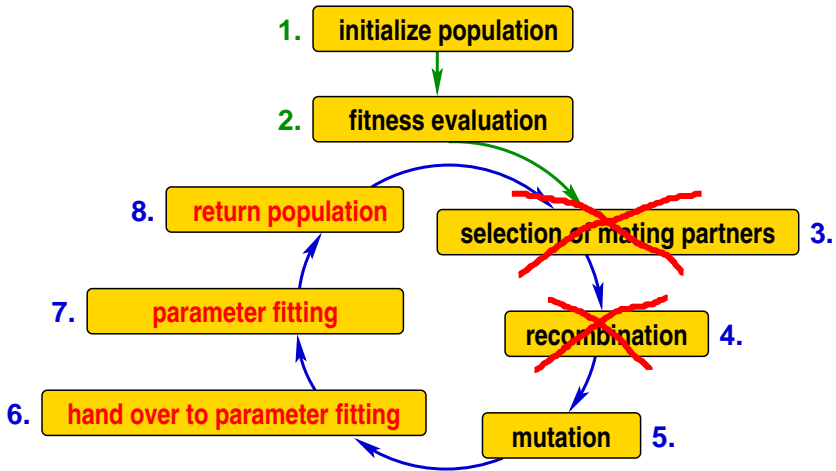 1. initialize population
2. fitness evaluation
selection of mating partners 3.
recombination 4.
mutation 5.
6. hand over to parameter fitting
7. parameter fitting
8. return population